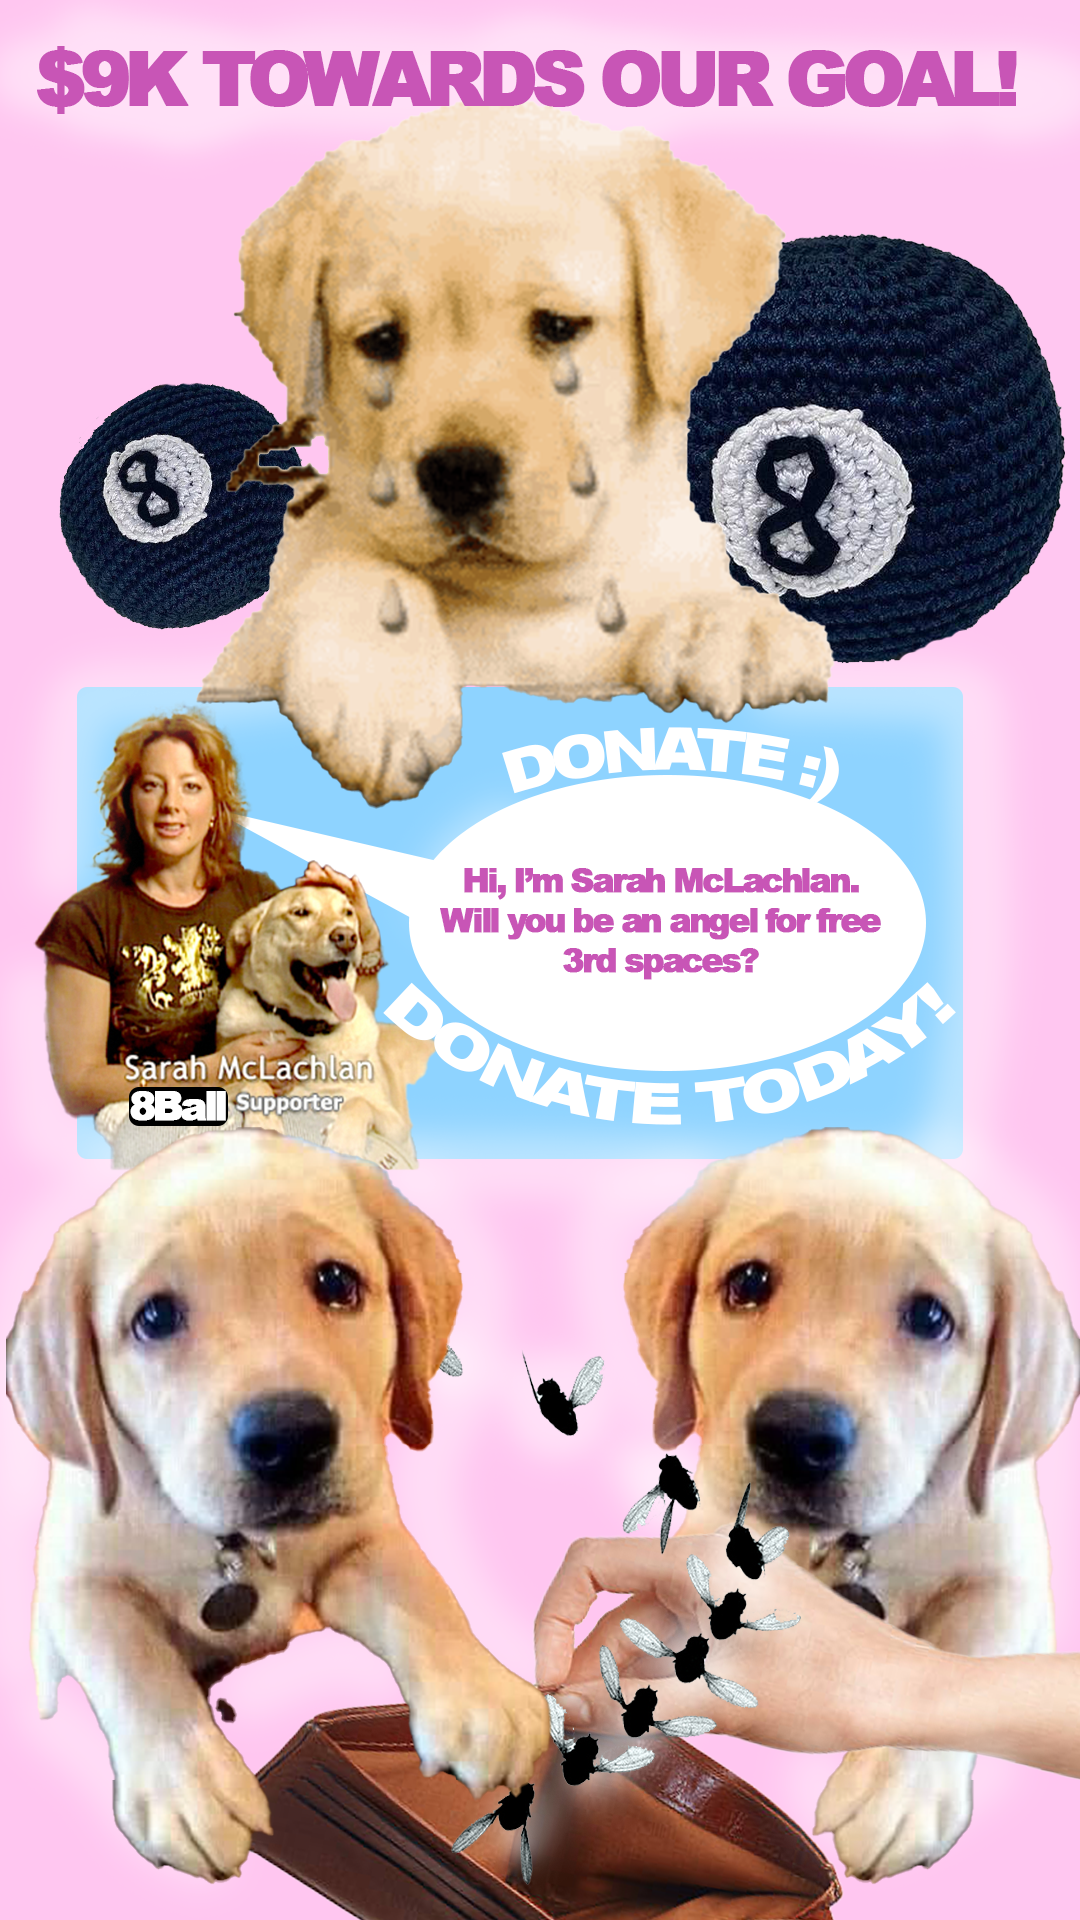 $9K TOWARDS OUR GOAL!
8
8
DONATE :)
Hi, I'm Sarah McLachlan.
Will you be an angel for free
3rd spaces?
DONATE TODAY!
Sarah McLachlan
8Ball Supporter